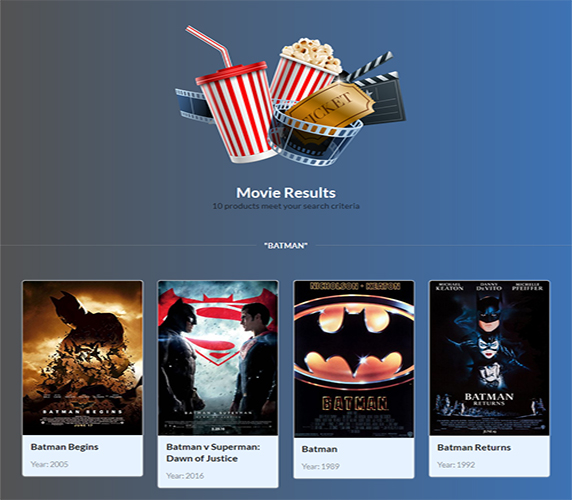 TICKET
Movie Results
10 products meet your search criteria
"BATMAN"
BATMAN BEGINS
NICHOLSON · KEATON
BATMAN
MICHAEL KEATON DANNY DeVITO MICHELLE PFEIFFER
BATMAN
RETURNS
Batman Begins
Year: 2005
Batman v Superman:
Dawn of Justice
Year: 2016
Batman
Year: 1989
Batman Returns
Year: 1992